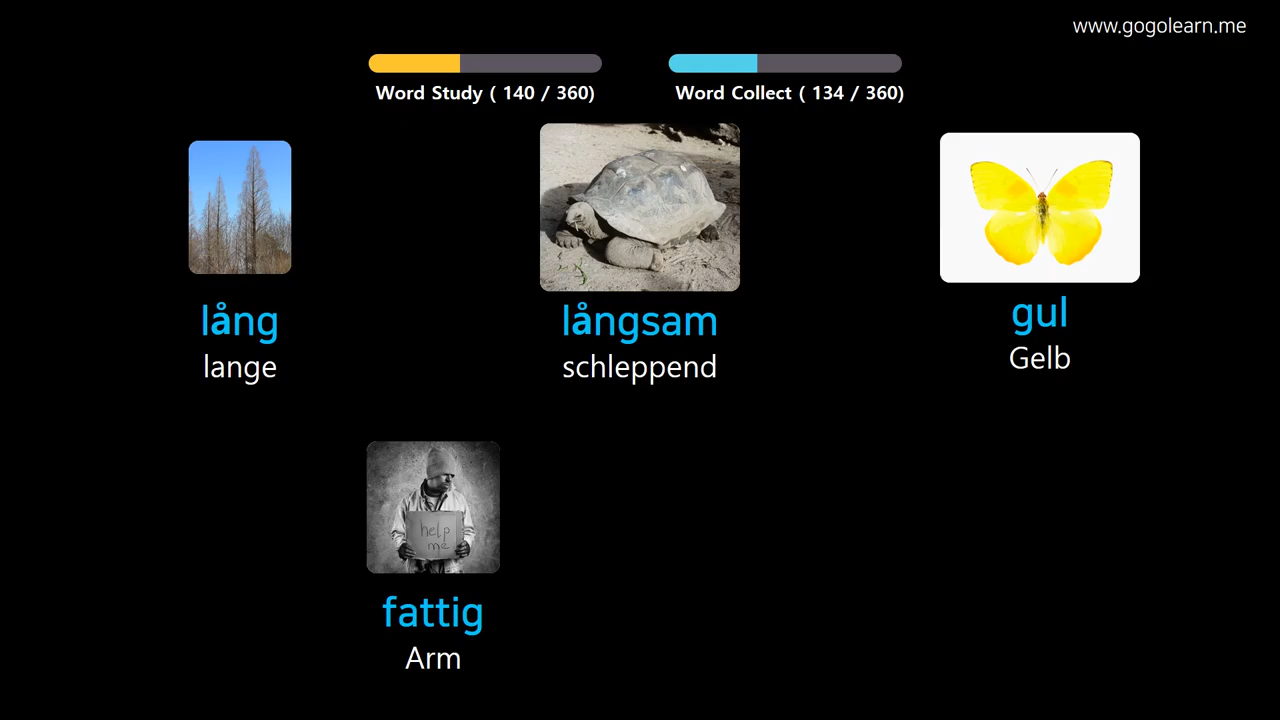 www.gogolearn.me
Word Study ( 140 / 360)
Word Collect ( 134 / 360)
lång
lange
långsam
schleppend
gul
Gelb
help
me
fattig
Arm